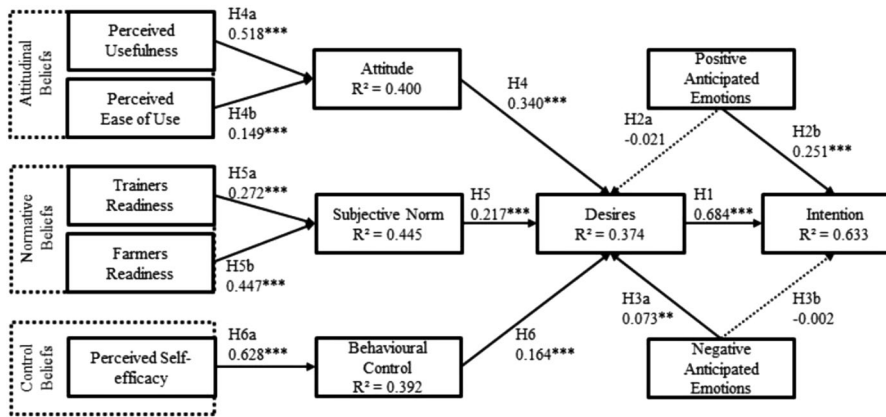 Attitudinal
Beliefs
Perceived
Usefulness
Perceived
Ease of Use
H4a
0.518***
H4b
0.149***
Attitude
R² = 0.400
H4
0.340***
Positive
Anticipated
Emotions
H2a
-0.021
H2b
0.251***
Normative
Beliefs
Trainers
Readiness
Farmers
Readiness
H5a
0.272***
H5b
0.447***
Subjective Norm
R² = 0.445
H5
0.217***
Desires
R² = 0.374
H1
0.684***
Intention
R² = 0.633
Control
Beliefs
Perceived Self-
efficacy
H6a
0.628***
Behavioural
Control
R² = 0.392
H6
0.164***
H3a
0.073**
H3b
-0.002
Negative
Anticipated
Emotions